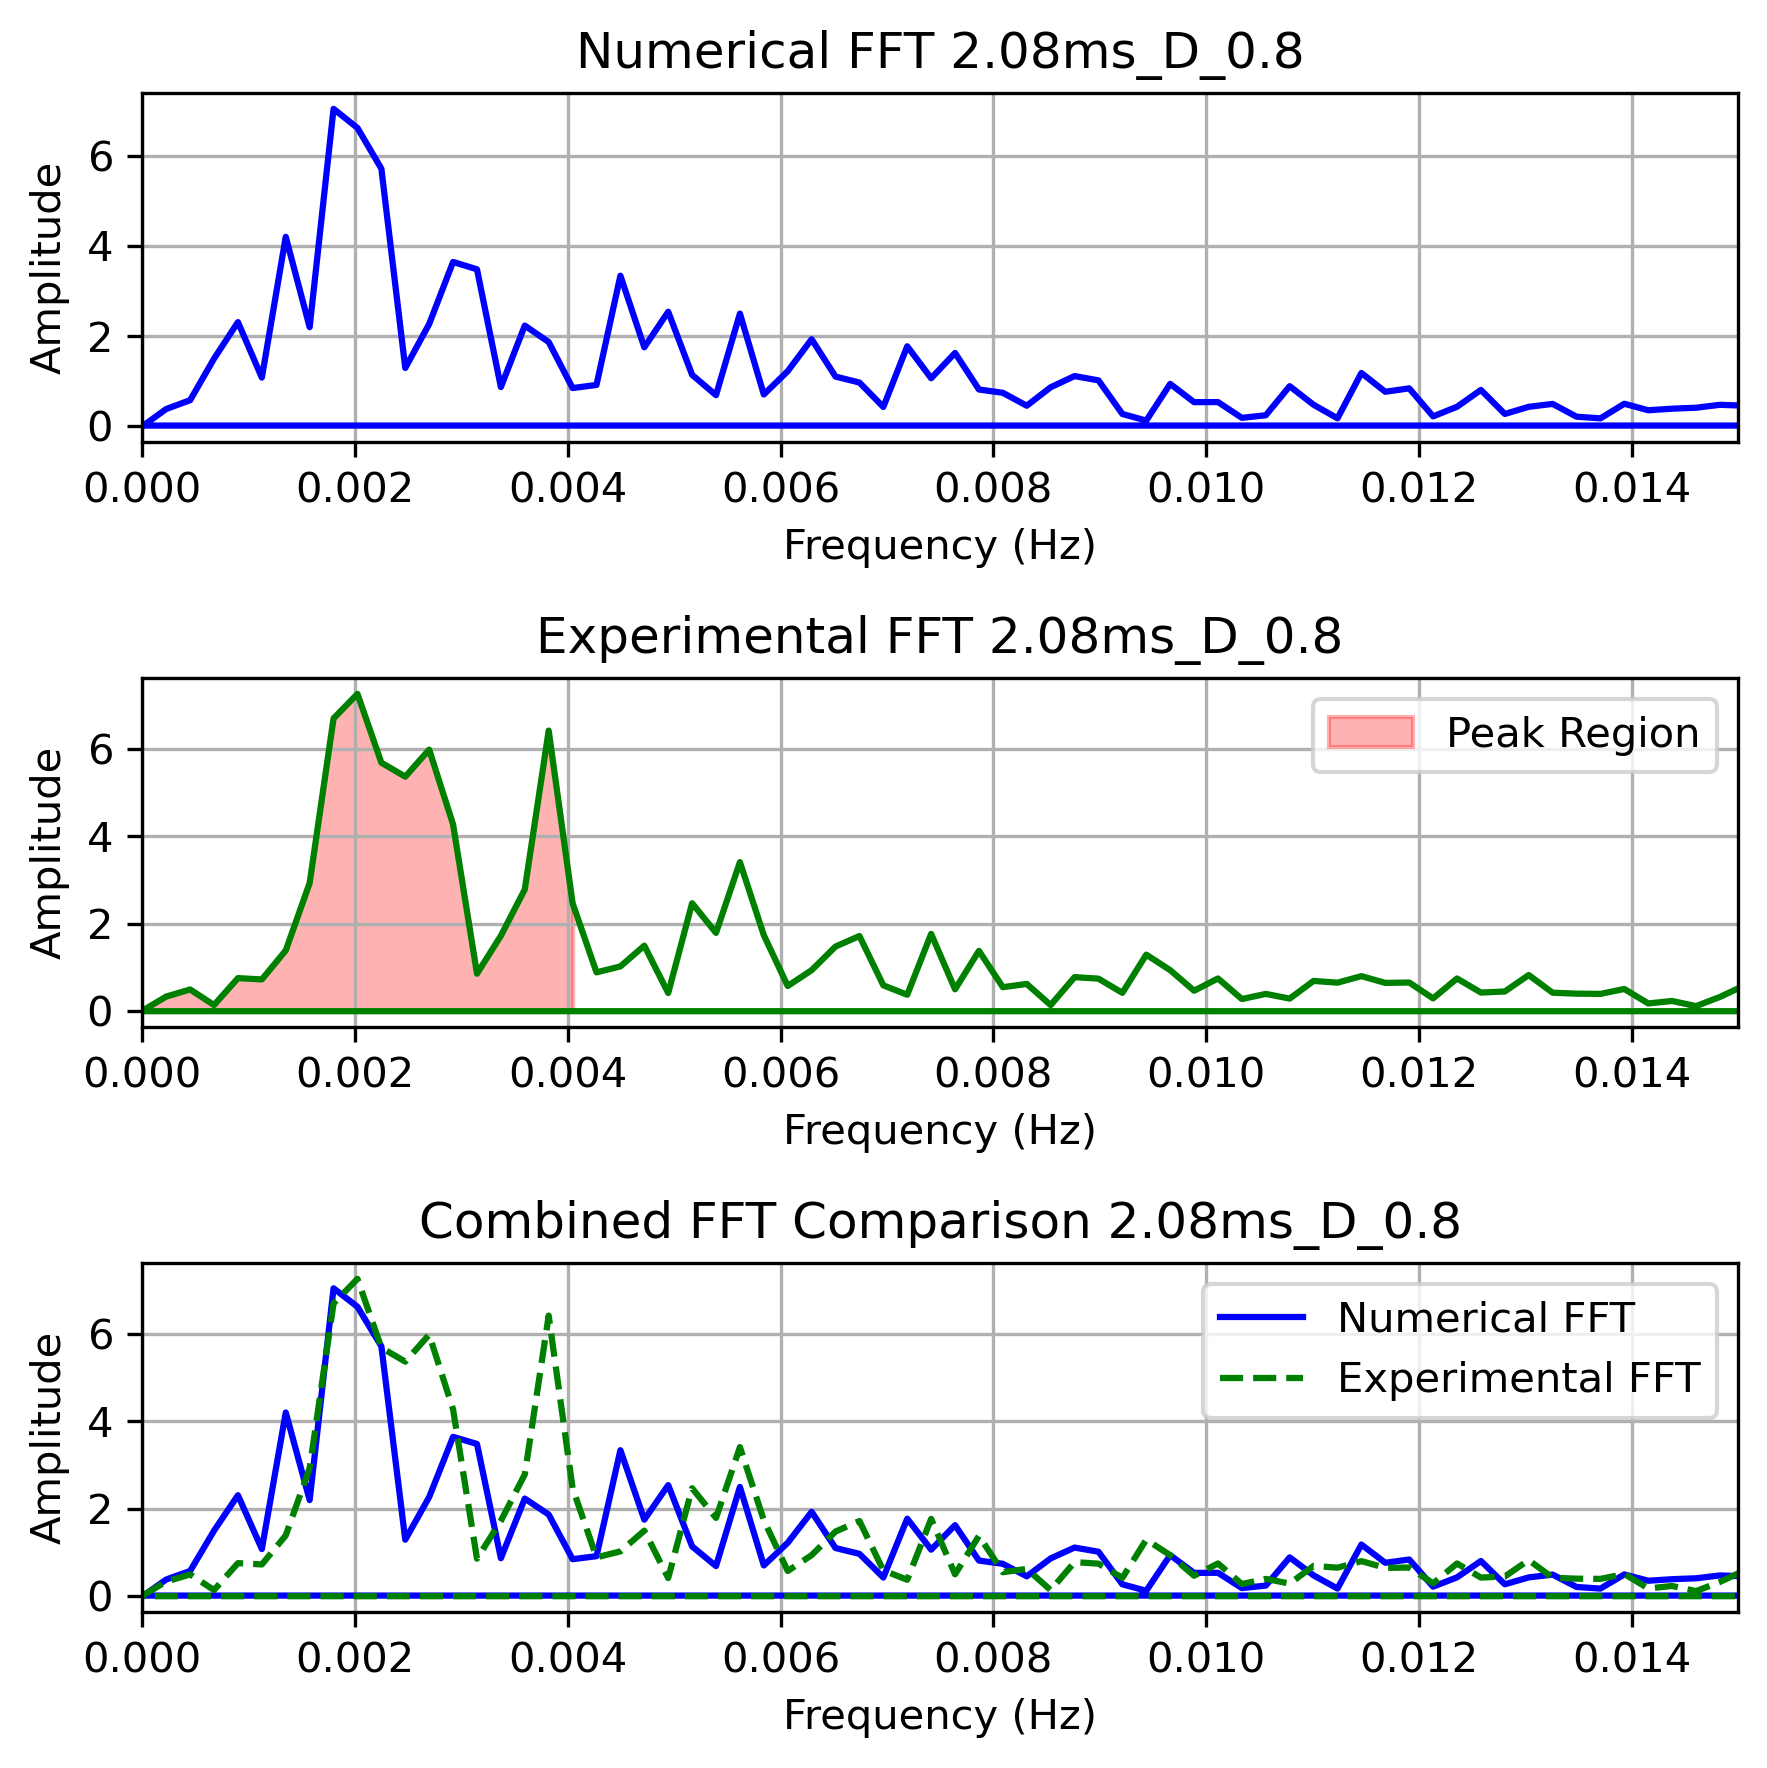 Numerical FFT 2.08ms_D_0.8
Amplitude
6
4
2
0
0.000 0.002 0.004 0.006 0.008 0.010 0.012 0.014
Frequency (Hz)
Experimental FFT 2.08ms_D_0.8
Peak Region
Amplitude
6
4
2
0
0.000 0.002 0.004 0.006 0.008 0.010 0.012 0.014
Frequency (Hz)
Combined FFT Comparison 2.08ms_D_0.8
Numerical FFT
Experimental FFT
Amplitude
6
4
2
0
0.000 0.002 0.004 0.006 0.008 0.010 0.012 0.014
Frequency (Hz)